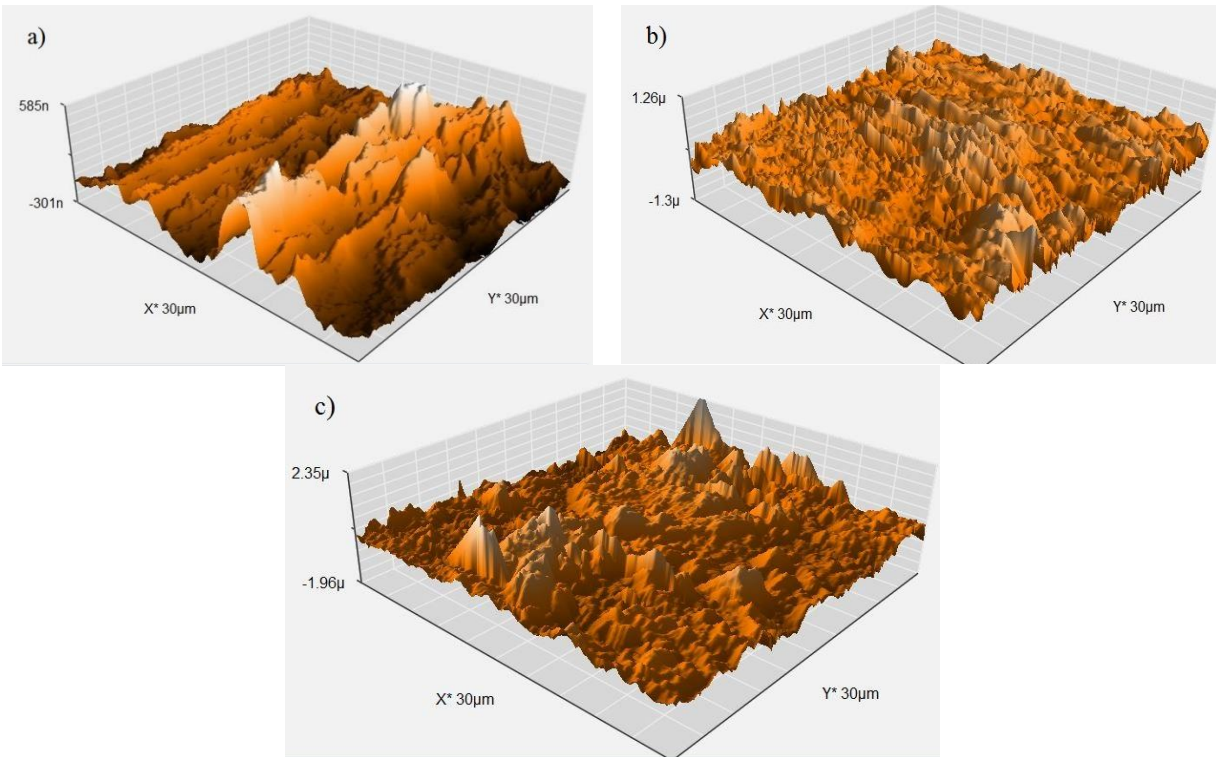 a)
585n
-301n
X* 30µm
Y* 30µm
b)
1.26µ
-1.3µ
X* 30µm
Y* 30µm
c)
2.35µ
-1.96µ
X* 30µm
Y* 30µm